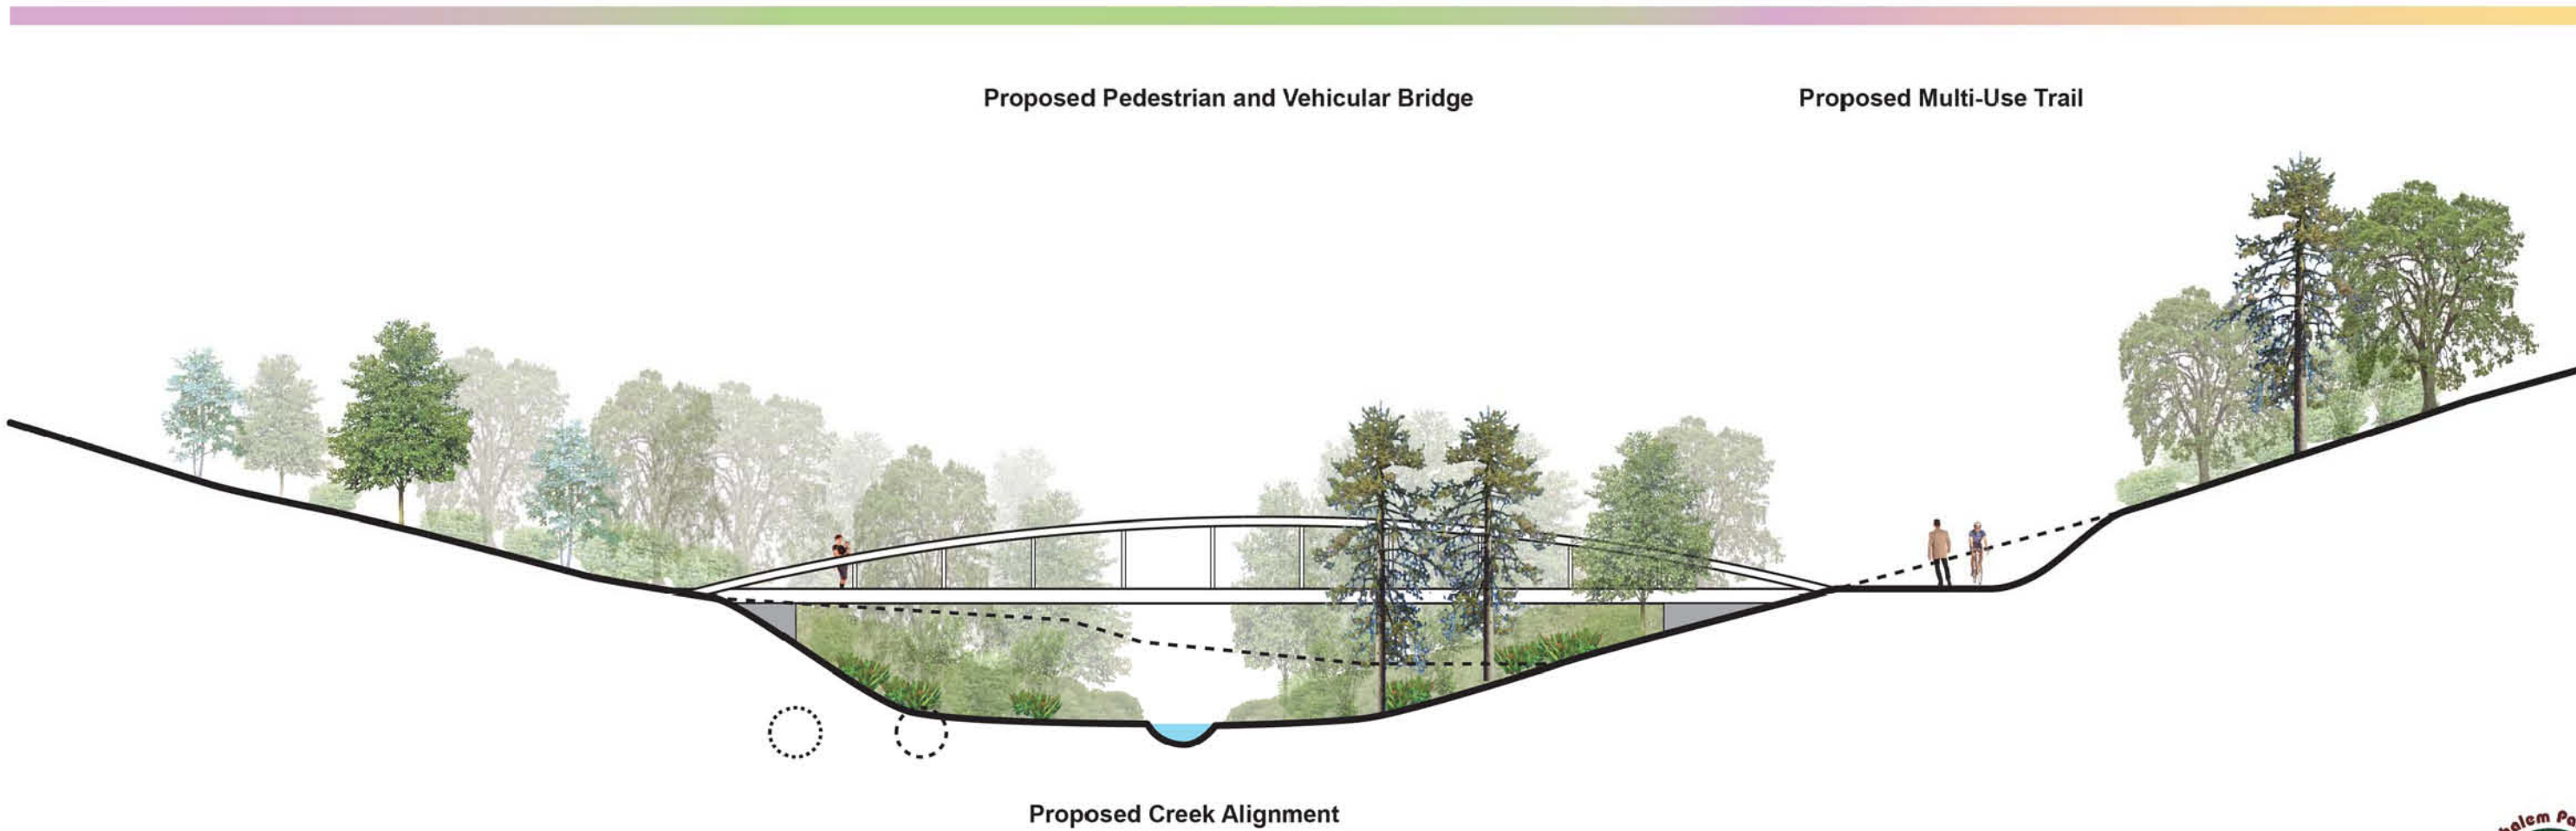 Proposed Pedestrian and Vehicular Bridge
Proposed Multi-Use Trail
Proposed Creek Alignment